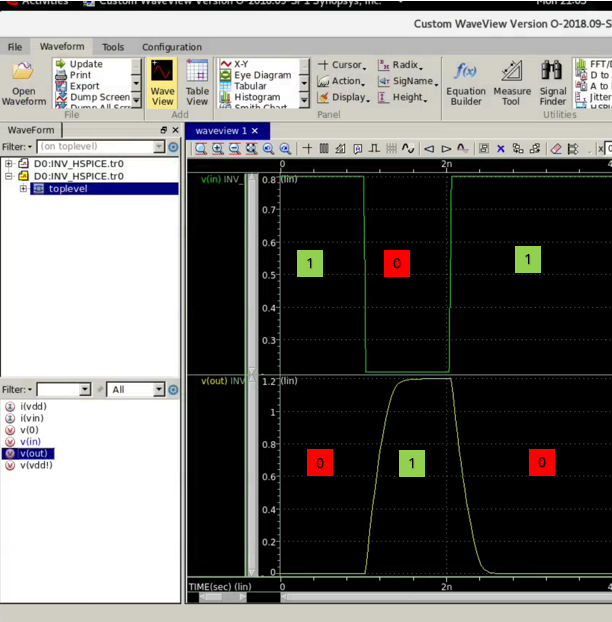 Activities Custom WaveView Version O-2018.09-SP1 Synopsys, Inc. Mon 21:05
Custom WaveView Version O-2018.09-S
File Waveform Tools Configuration
Open Waveform
Update
Print
Export
Dump Screen
Dump All Scre
File
Wave View
Table View
Add
X-Y
Eye Diagram
Tabular
Histogram
Smith Chart
Cursor
Action
Display
Radix
SigName
Height
Panel
Equation Builder
Measure Tool
Signal Finder
FFT/D
D to
A to
Jitter
HSPI
Utilities
WaveForm
Filter: (on toplevel)
D0:INV_HSPICE.tr0
D0:INV_HSPICE.tr0
toplevel
Filter: All
i(vdd)
i(vin)
v(0)
v(in)
v(out)
v(vdd!)
waveview 1
0 2n 4
v(in) INV_
0.8 (lin)
0.7
0.6
0.5
0.4
0.3
1 0 1
v(out) INV
1.2 (lin)
1
0.8
0.6
0.4
0.2
0
0 1 0
TIME(sec) (lin) 0 2n 4